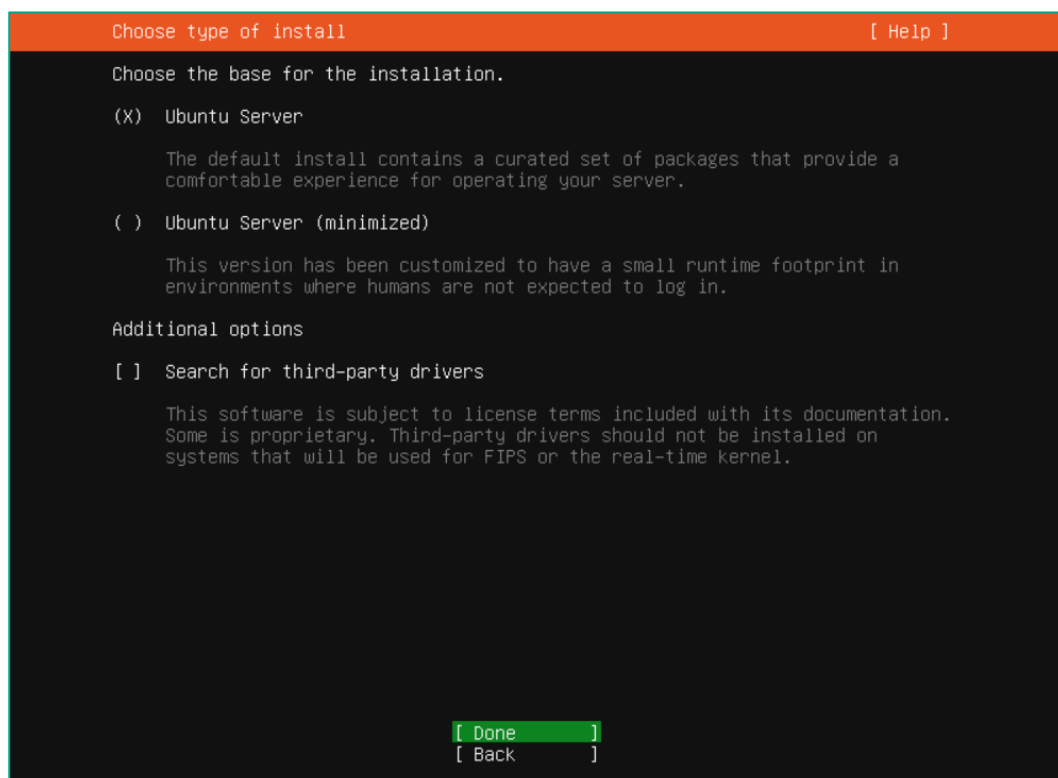 Choose type of install [ Help ]
Choose the base for the installation.
(X) Ubuntu Server
The default install contains a curated set of packages that provide a
comfortable experience for operating your server.
( ) Ubuntu Server (minimized)
This version has been customized to have a small runtime footprint in
environments where humans are not expected to log in.
Additional options
[ ] Search for third-party drivers
This software is subject to license terms included with its documentation.
Some is proprietary. Third-party drivers should not be installed on
systems that will be used for FIPS or the real-time kernel.
[ Done ]
[ Back ]